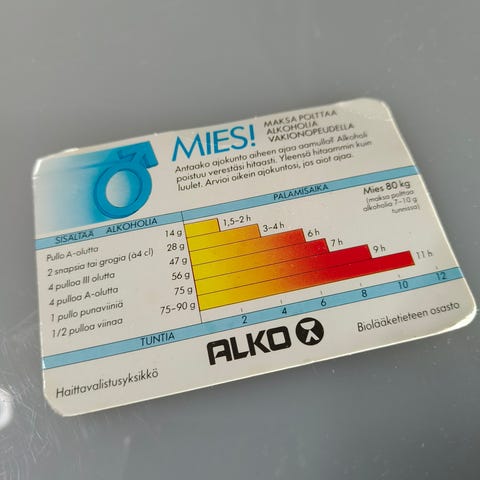 MIES!
MAKSA POLTTAA
ALKOHOLIA
VAKIONOPEUDELLA
Antaako ajokunto aiheen ajaa aamulla? Alkoholi
poistuu verestäsi hitaasti. Yleensä hitaammin kuin
luulet. Arvioi oikein ajokuntosi, jos aiot ajaa.
SISÄLTÄÄ ALKOHOLIA
PALAMISAIKA
Mies 80 kg
(maksa polttaa
alkoholia 7–10 g
tunnissa)
Pullo A-olutta 14 g 1,5–2 h
2 snapsia tai grogia (à4 cl) 28 g 3–4 h
4 pulloa III olutta 47 g 6 h
4 pulloa A-olutta 56 g 7 h
1 pullo punaviiniä 75 g 9 h
1/2 pulloa viinaa 75–90 g 11 h
TUNTIA 2 4 6 8 10 12
ALKO
Haittavalistusyksikkö
Biolääketieteen osasto